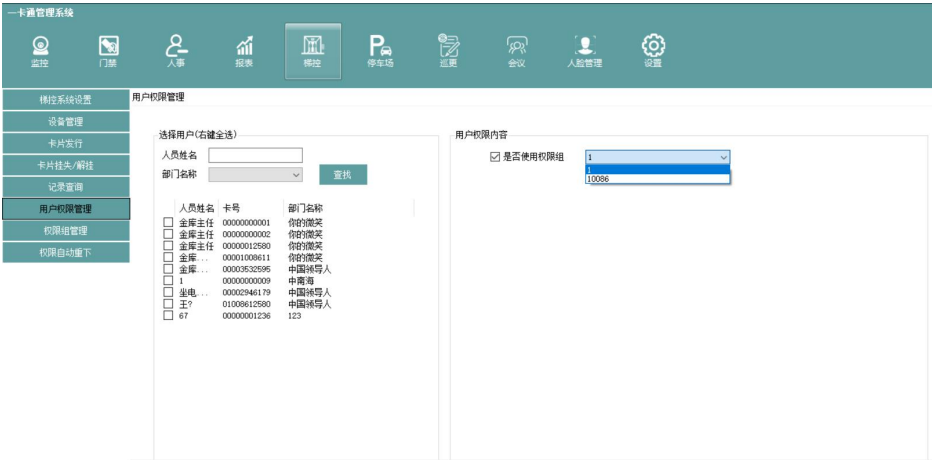 一卡通管理系统
监控 门禁 人事 报表 梯控 停车场 巡更 会议 人脸管理 设置
梯控系统设置
设备管理
卡片发行
卡片挂失/解挂
记录查询
用户权限管理
权限组管理
权限自动重下
用户权限管理
选择用户(右键全选)
人员姓名
部门名称 查找
人员姓名 卡号 部门名称
金库主任 00000000001 你的微笑
金库主任 00000000002 你的微笑
金库主任 00000012580 你的微笑
金库... 00001008611 你的微笑
金库... 00003532595 中国领导人
1 00000000009 中南海
坐电... 00002946179 中国领导人
王? 01008612580 中国领导人
67 00000001236 123
用户权限内容
是否使用权限组 1
1
10086